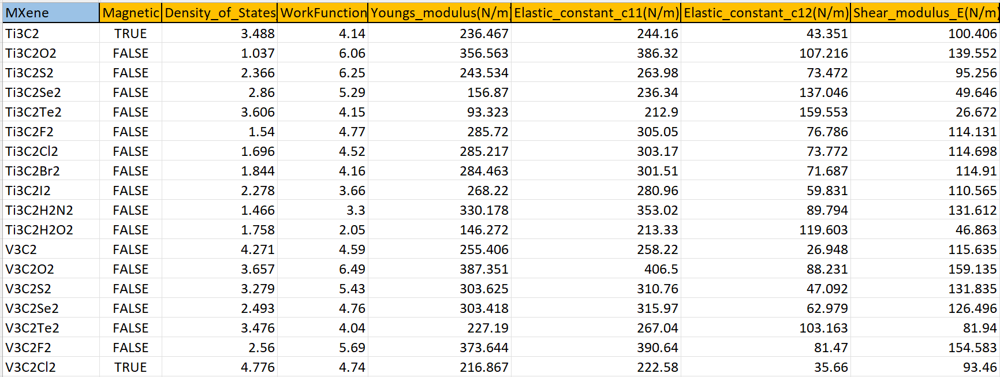 MXene Magnetic Density_of_States WorkFunction Youngs_modulus(N/m) Elastic_constant_c11(N/m) Elastic_constant_c12(N/m) Shear_modulus_E(N/m)
Ti3C2 TRUE 3.488 4.14 236.467 244.16 43.351 100.406
Ti3C2O2 FALSE 1.037 6.06 356.563 386.32 107.216 139.552
Ti3C2S2 FALSE 2.366 6.25 243.534 263.98 73.472 95.256
Ti3C2Se2 FALSE 2.86 5.29 156.87 236.34 137.046 49.646
Ti3C2Te2 FALSE 3.606 4.15 93.323 212.9 159.553 26.672
Ti3C2F2 FALSE 1.54 4.77 285.72 305.05 76.786 114.131
Ti3C2Cl2 FALSE 1.696 4.52 285.217 303.17 73.772 114.698
Ti3C2Br2 FALSE 1.844 4.16 284.463 301.51 71.687 114.91
Ti3C2I2 FALSE 2.278 3.66 268.22 280.96 59.831 110.565
Ti3C2H2N2 FALSE 1.466 3.3 330.178 353.02 89.794 131.612
Ti3C2H2O2 FALSE 1.758 2.05 146.272 213.33 119.603 46.863
V3C2 FALSE 4.271 4.59 255.406 258.22 26.948 115.635
V3C2O2 FALSE 3.657 6.49 387.351 406.5 88.231 159.135
V3C2S2 FALSE 3.279 5.43 303.625 310.76 47.092 131.835
V3C2Se2 FALSE 2.493 4.76 303.418 315.97 62.979 126.496
V3C2Te2 FALSE 3.476 4.04 227.19 267.04 103.163 81.94
V3C2F2 FALSE 2.56 5.69 373.644 390.64 81.47 154.583
V3C2Cl2 TRUE 4.776 4.74 216.867 222.58 35.66 93.46